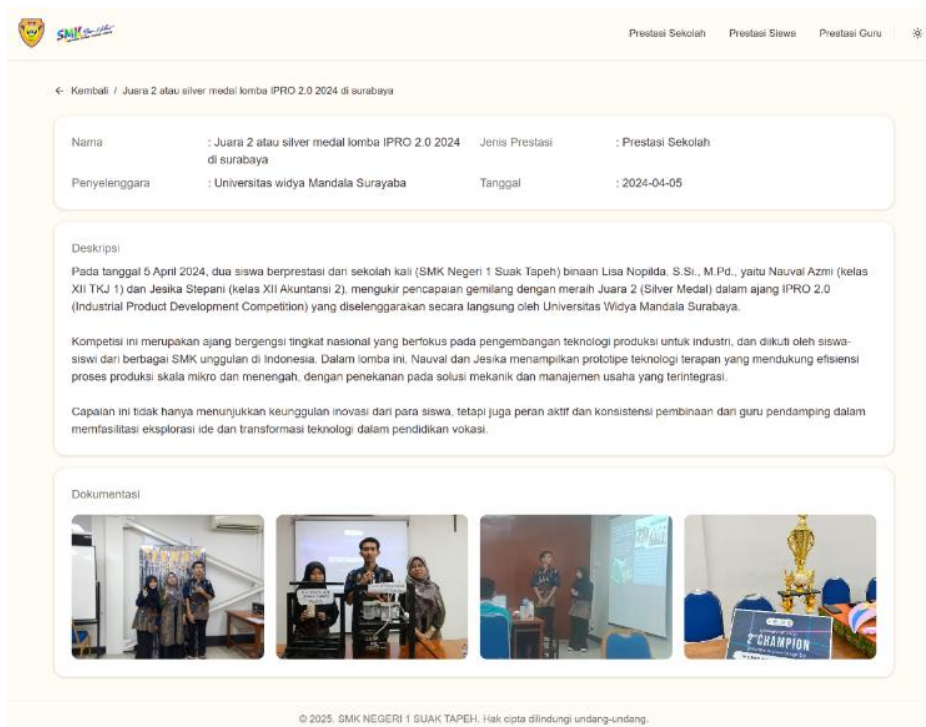 SMK
Prestasi Sekolah Prestasi Siswa Prestasi Guru
← Kembali / Juara 2 atau silver medal lomba IPRO 2.0 2024 di surabaya
Nama : Juara 2 atau silver medal lomba IPRO 2.0 2024 di surabaya Jenis Prestasi : Prestasi Sekolah
Penyelenggara : Universitas widya Mandala Surayaba Tanggal : 2024-04-05
Deskripsi
Pada tanggal 5 April 2024, dua siswa berprestasi dari sekolah kali (SMK Negeri 1 Suak Tapeh) binaan Lisa Nopilda, S.Si., M.Pd., yaitu Nauval Azmi (kelas
XII TKJ 1) dan Jesika Stepani (kelas XII Akuntansi 2), mengukir pencapaian gemilang dengan meraih Juara 2 (Silver Medal) dalam ajang IPRO 2.0
(Industrial Product Development Competition) yang diselenggarakan secara langsung oleh Universitas Widya Mandala Surabaya.
Kompetisi ini merupakan ajang bergengsi tingkat nasional yang berfokus pada pengembangan teknologi produksi untuk industri, dan diikuti oleh siswa-
siswi dari berbagai SMK unggulan di Indonesia. Dalam lomba ini, Nauval dan Jesika menampilkan prototipe teknologi terapan yang mendukung efisiensi
proses produksi skala mikro dan menengah, dengan penekanan pada solusi mekanik dan manajemen usaha yang terintegrasi.
Capaian ini tidak hanya menunjukkan keunggulan inovasi dari para siswa, tetapi juga peran aktif dan konsistensi pembinaan dari guru pendamping dalam
memfasilitasi eksplorasi ide dan transformasi teknologi dalam pendidikan vokasi.
Dokumentasi
2 CHAMPION
© 2025. SMK NEGERI 1 SUAK TAPEH. Hak cipta dilindungi undang-undang.